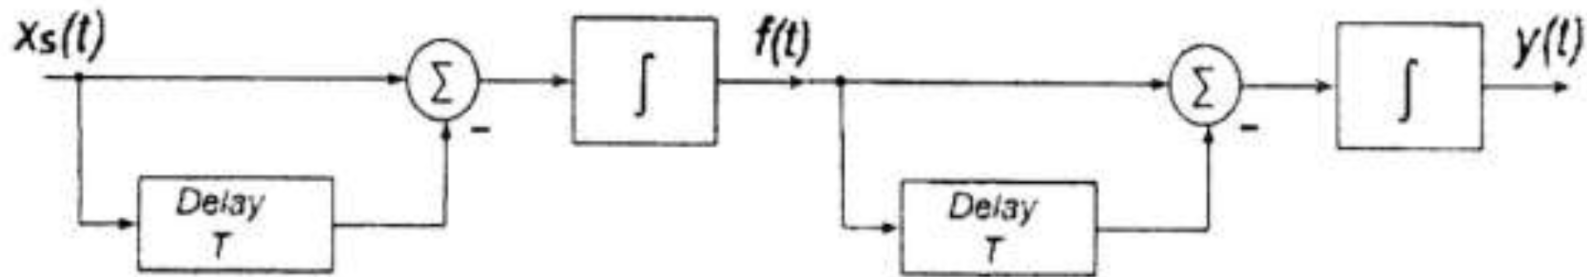 xs(t)
Σ
-
∫
f(t)
Σ
-
∫
y(t)
Delay
T
Delay
T